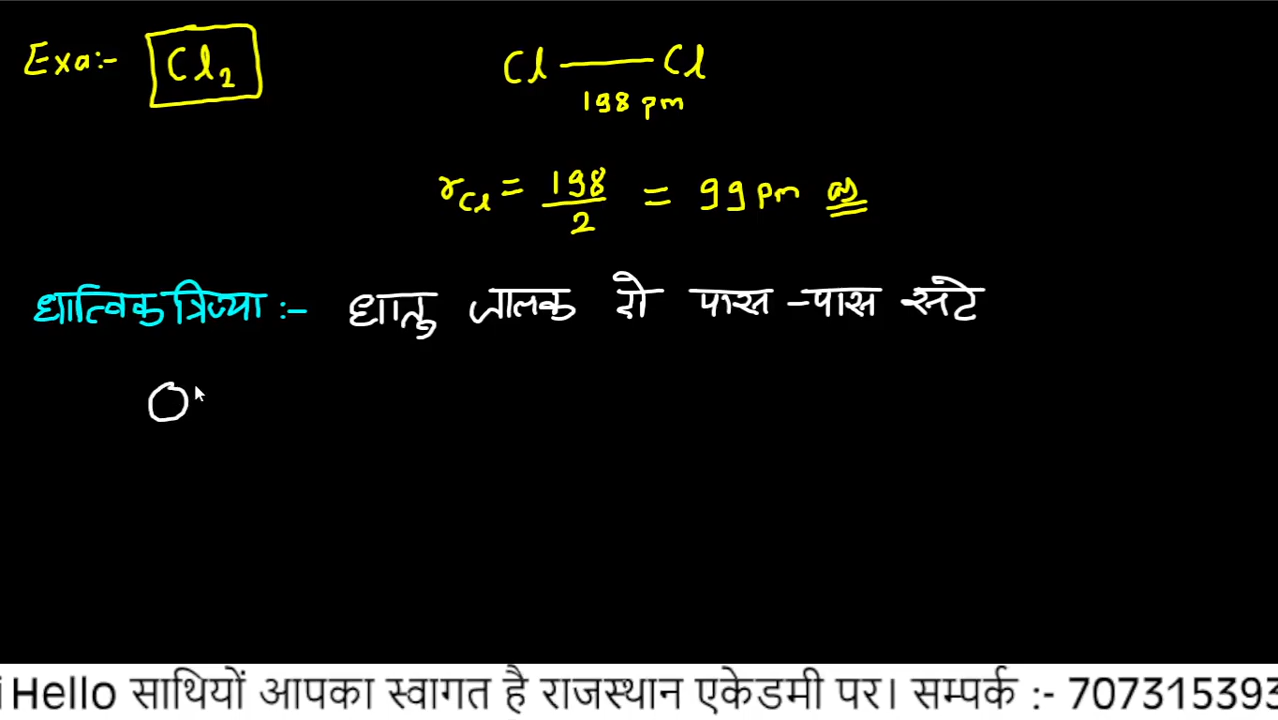 Exa:- Cl2 Cl — Cl
198 pm
rCl = 198/2 = 99 pm
धात्विक त्रिज्या :- धातु जालक में पास-पास सटे
Hello साथियों आपका स्वागत है राजस्थान एकेडमी पर। सम्पर्क :- 707315393